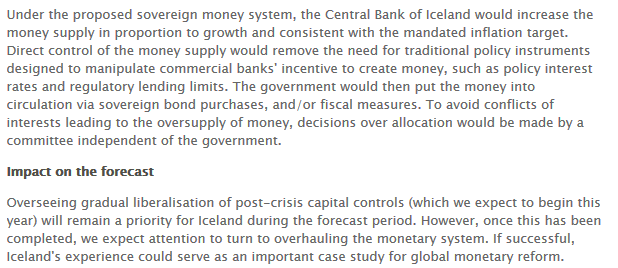 Under the proposed sovereign money system, the Central Bank of Iceland would increase the
money supply in proportion to growth and consistent with the mandated inflation target.
Direct control of the money supply would remove the need for traditional policy instruments
designed to manipulate commercial banks' incentive to create money, such as policy interest
rates and regulatory lending limits. The government would then put the money into
circulation via sovereign bond purchases, and/or fiscal measures. To avoid conflicts of
interests leading to the oversupply of money, decisions over allocation would be made by a
committee independent of the government.
Impact on the forecast
Overseeing gradual liberalisation of post-crisis capital controls (which we expect to begin this
year) will remain a priority for Iceland during the forecast period. However, once this has been
completed, we expect attention to turn to overhauling the monetary system. If successful,
Iceland's experience could serve as an important case study for global monetary reform.